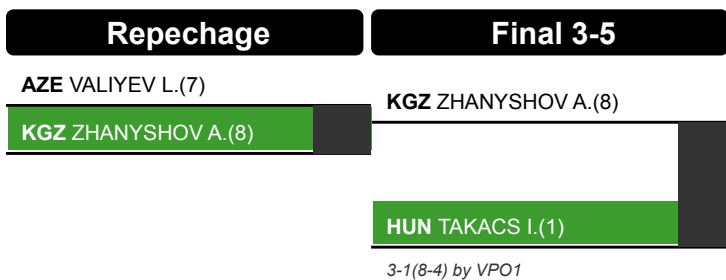 Repechage
AZE VALIYEV L.(7)
KGZ ZHANYSHOV A.(8)
Final 3-5
KGZ ZHANYSHOV A.(8)
HUN TAKACS I.(1)
3-1(8-4) by VPO1